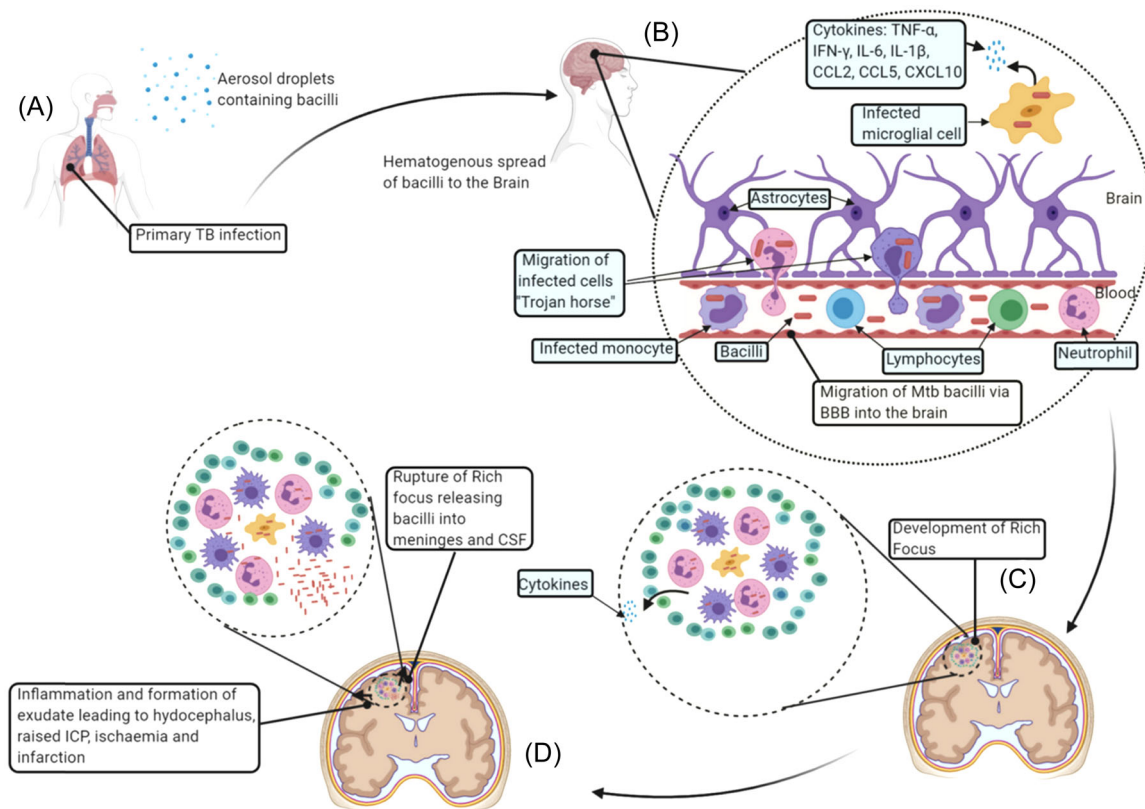 (A)
Aerosol droplets
containing bacilli
Primary TB infection
Hematogenous spread
of bacilli to the Brain
(B)
Cytokines: TNF-α,
IFN-γ, IL-6, IL-1β,
CCL2, CCL5, CXCL10
Infected
microglial cell
Astrocytes
Brain
Migration of
infected cells
"Trojan horse"
Blood
Infected monocyte
Bacilli
Lymphocytes
Neutrophil
Migration of Mtb bacilli via
BBB into the brain
Development of Rich
Focus
(C)
Cytokines
Rupture of Rich
focus releasing
bacilli into
meninges and CSF
Inflammation and formation of
exudate leading to hydocephalus,
raised ICP, ischaemia and
infarction
(D)